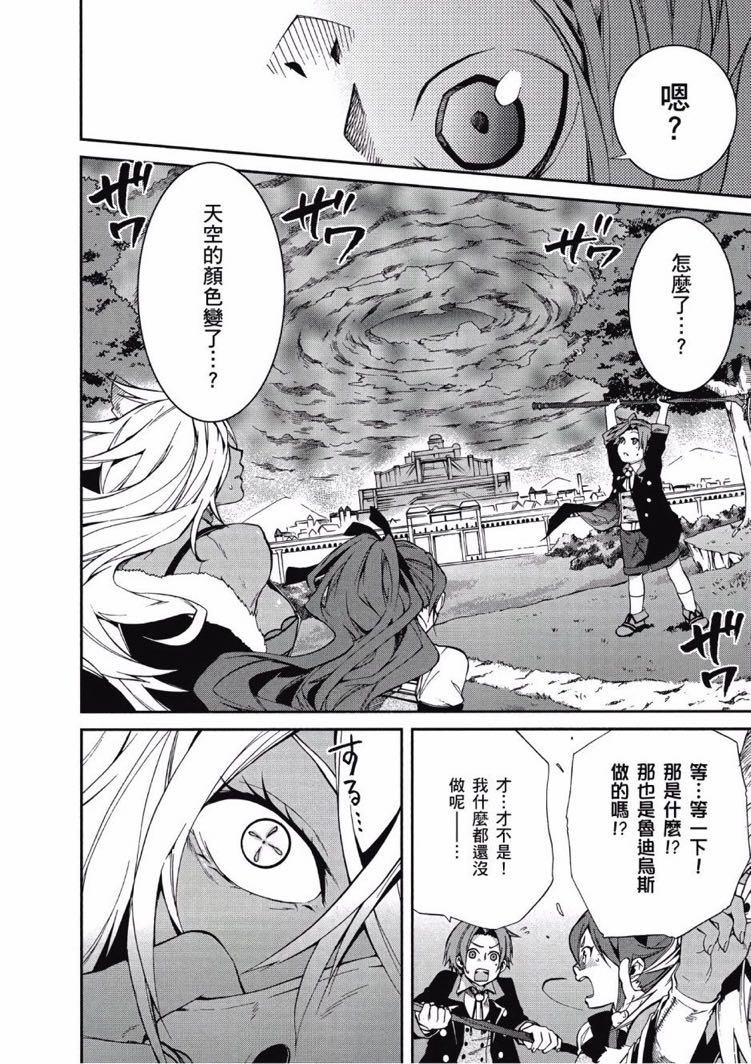 嗯?
怎麼了…?
ザワ
ザワ
天空的顏色變了…?
ザワ
ザワ
等…等一下!
那是什麼!?
那也是魯迪烏斯
做的嗎!?
才…才不是!
我什麼都還沒
做呢——…
する…